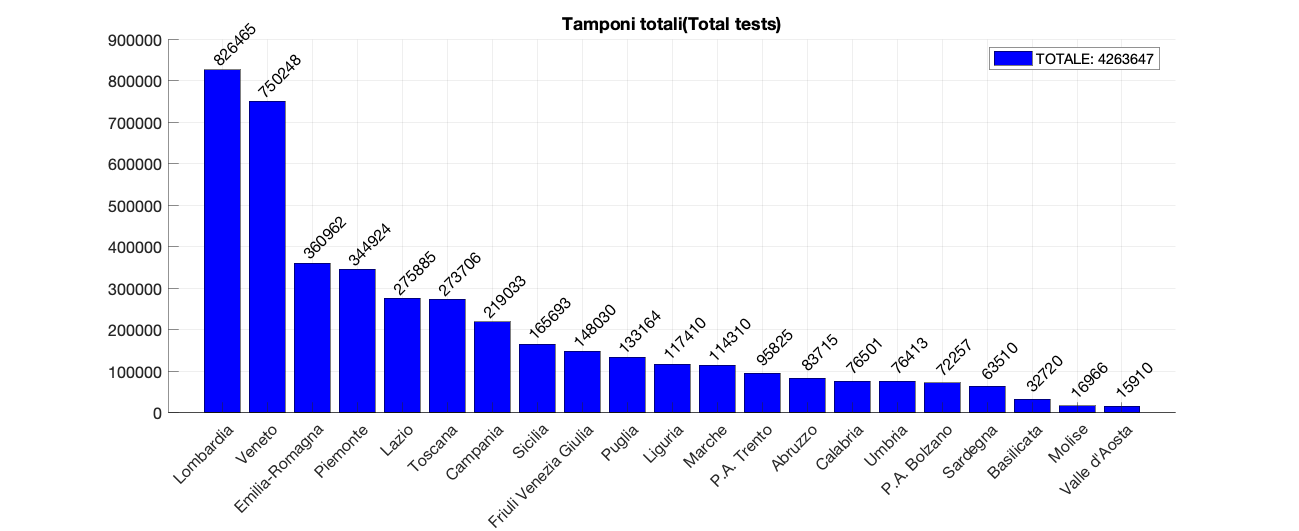 Tamponi totali(Total tests)
TOTALE: 4263647
900000
800000
700000
600000
500000
400000
300000
200000
100000
0
826465
750248
360962
344924
275885
273706
219033
165693
148030
133164
117410
114310
95825
83715
76501
76413
72257
63510
32720
16966
15910
Lombardia
Veneto
Emilia-Romagna
Piemonte
Lazio
Toscana
Campania
Sicilia
Friuli Venezia Giulia
Puglia
Liguria
Marche
P.A. Trento
Abruzzo
Calabria
Umbria
P.A. Bolzano
Sardegna
Basilicata
Molise
Valle d'Aosta